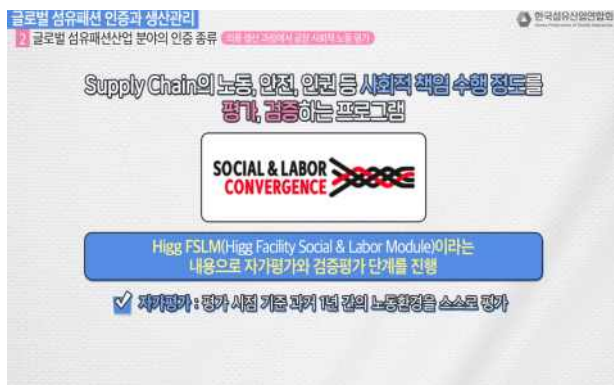 글로벌 섬유패션 인증과 생산관리
한국섬유산업연합회
2 글로벌 섬유패션산업 분야의 인증 종류
Supply Chain의 노동, 안전, 인권 등 사회적 책임 수행 정도를
평가, 검증하는 프로그램
SOCIAL & LABOR
CONVERGENCE
Higg FSLM(Higg Facility Social & Labor Module)이라는
내용으로 자가평가와 검증평가 단계를 진행
자가평가 : 평가 시점 기준 과거 1년 간의 노동환경을 스스로 평가